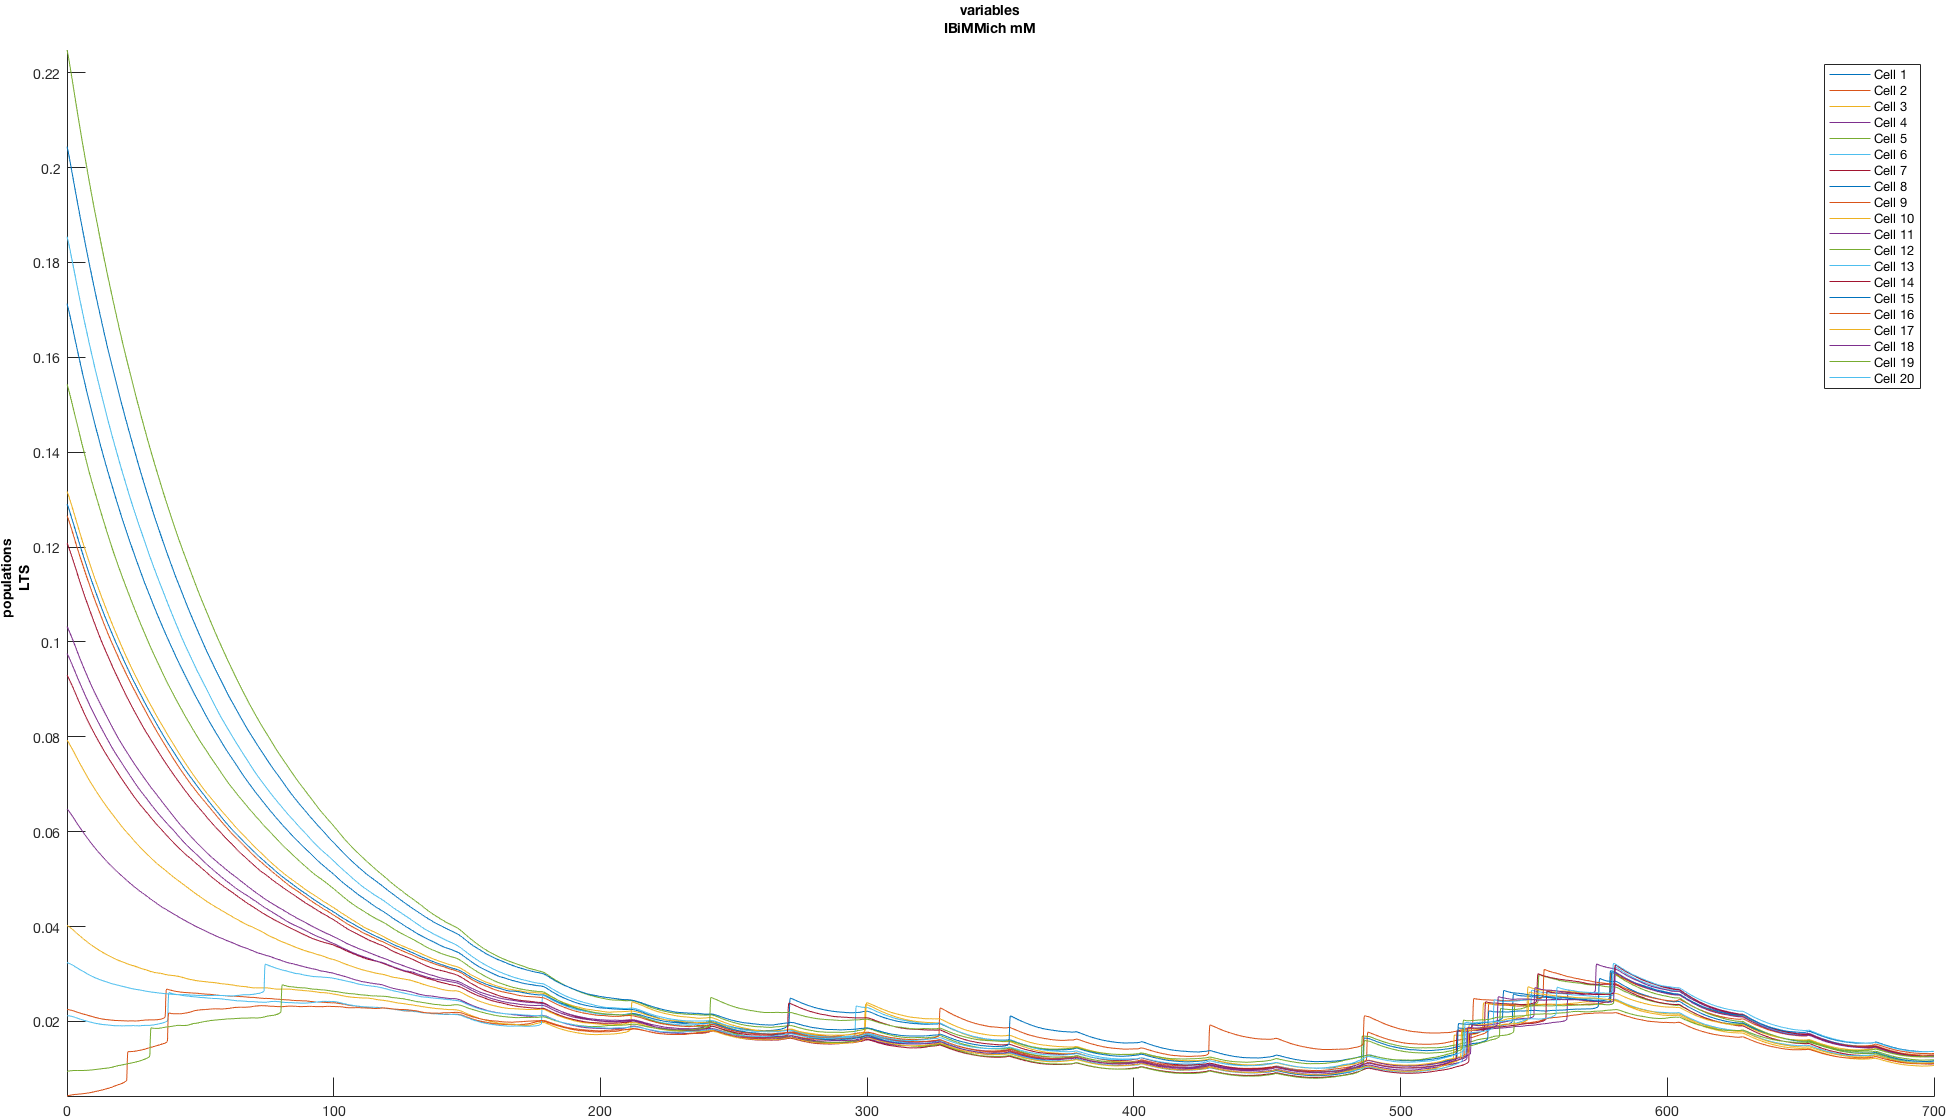 variables
IBiMMich mM
populations
LTS
0.22
0.2
0.18
0.16
0.14
0.12
0.1
0.08
0.06
0.04
0.02
0
100
200
300
400
500
600
700
Cell 1
Cell 2
Cell 3
Cell 4
Cell 5
Cell 6
Cell 7
Cell 8
Cell 9
Cell 10
Cell 11
Cell 12
Cell 13
Cell 14
Cell 15
Cell 16
Cell 17
Cell 18
Cell 19
Cell 20